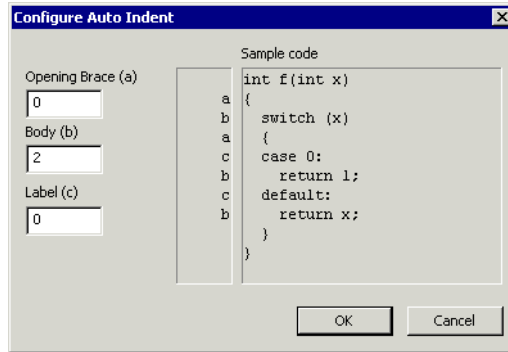 Configure Auto Indent
Sample code
Opening Brace (a)
0
Body (b)
2
Label (c)
0
int f(int x)
a {
b switch (x)
a {
c case 0:
b return 1;
c default:
b return x;
}
}
OK Cancel